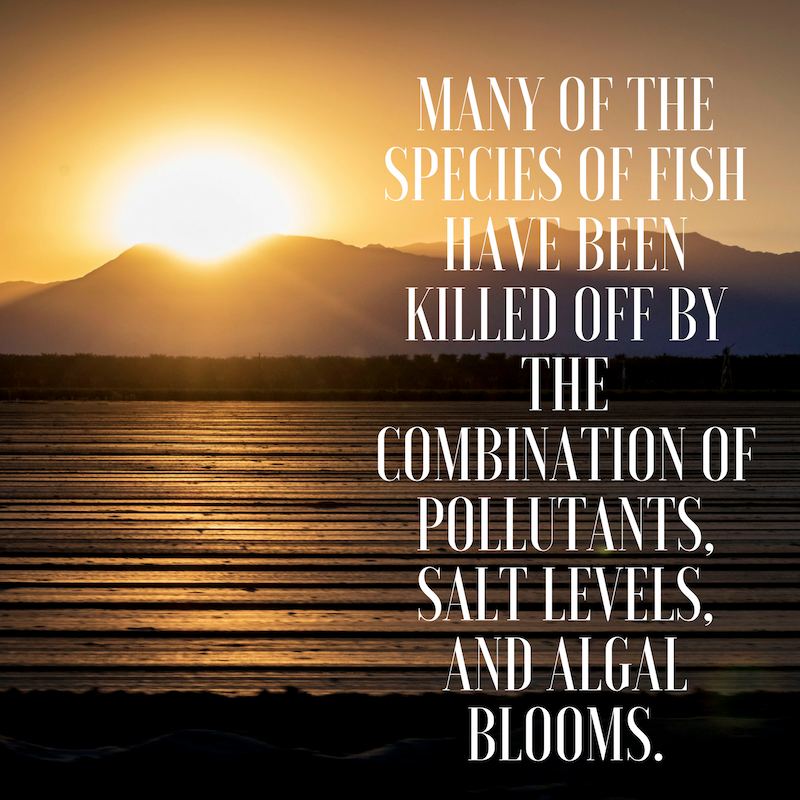 MANY OF THE
SPECIES OF FISH
HAVE BEEN
KILLED OFF BY
THE
COMBINATION OF
POLLUTANTS,
SALT LEVELS,
AND ALGAL
BLOOMS.